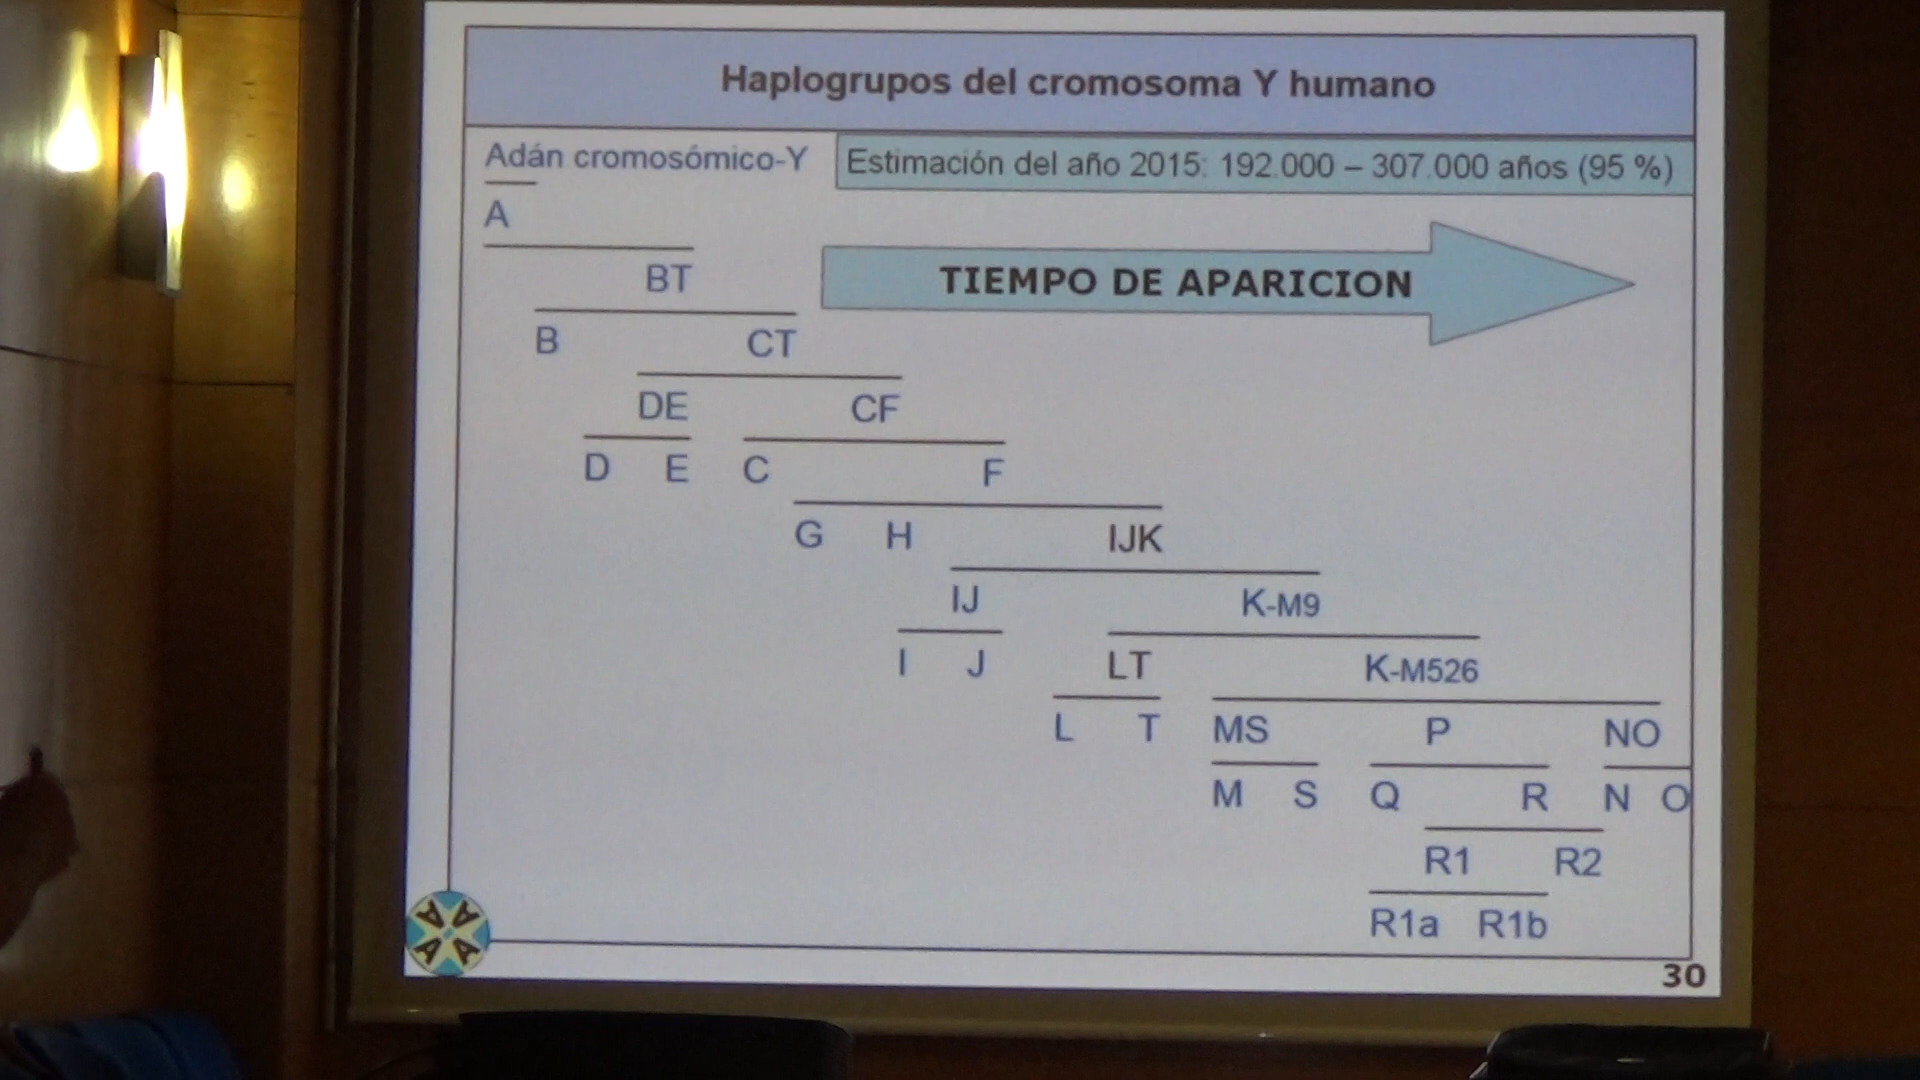 Haplogrupos del cromosoma Y humano
Adán cromosómico-Y
Estimación del año 2015: 192.000 – 307.000 años (95 %)
A
TIEMPO DE APARICION
BT
B CT
DE CF
D E C F
G H IJK
IJ K-M9
I J LT K-M526
L T MS P NO
M S Q R N O
R1 R2
R1a R1b
A A A A
30